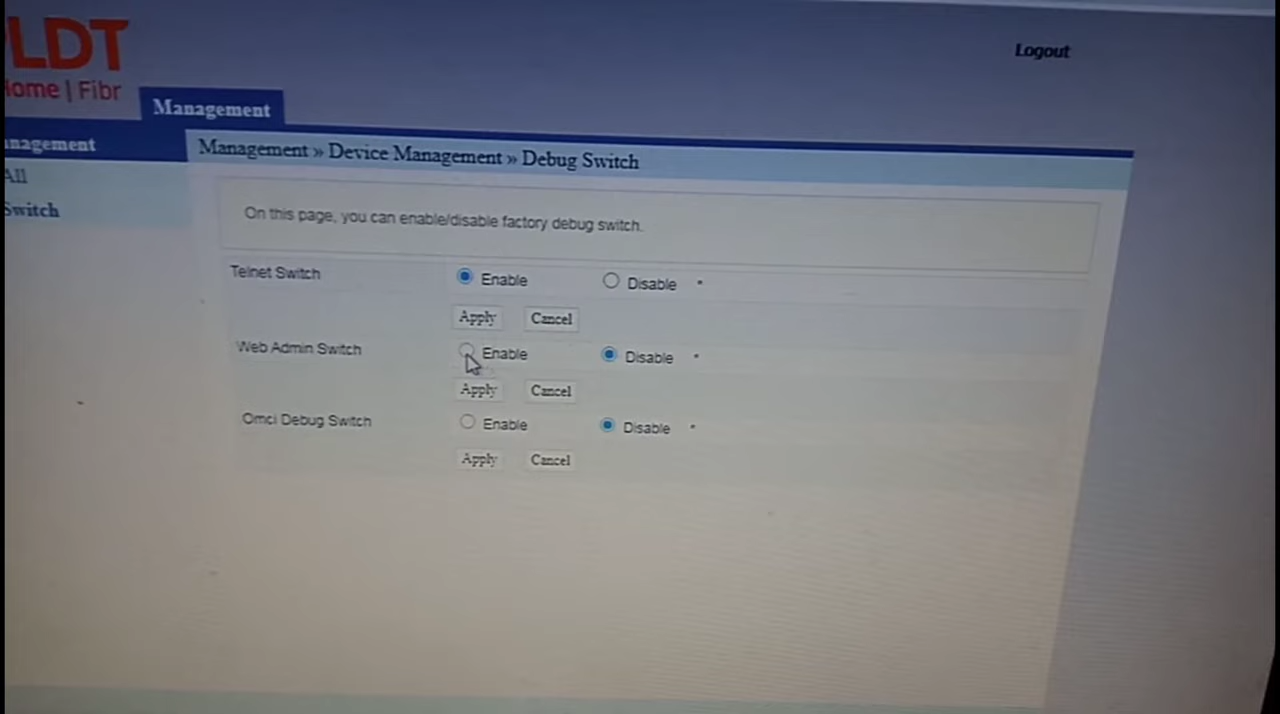 LDT
Home | Fibr
Logout
Management
nagement
All
Switch
Management » Device Management » Debug Switch
On this page, you can enable/disable factory debug switch.
Telnet Switch Enable Disable *
Apply Cancel
Web Admin Switch Enable Disable *
Apply Cancel
Omci Debug Switch Enable Disable *
Apply Cancel